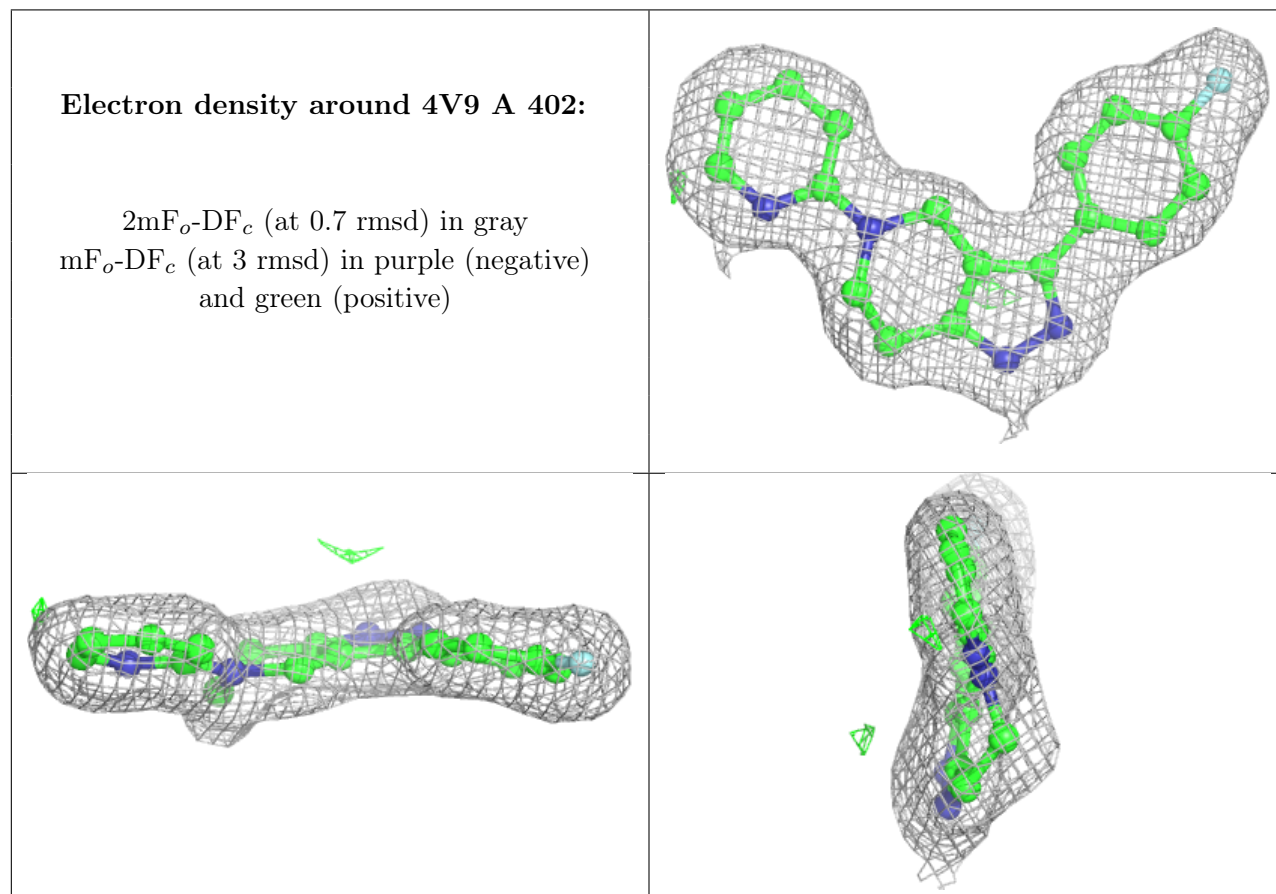 Electron density around 4V9 A 402:
2mFo-DFc (at 0.7 rmsd) in gray
mFo-DFc (at 3 rmsd) in purple (negative)
and green (positive)